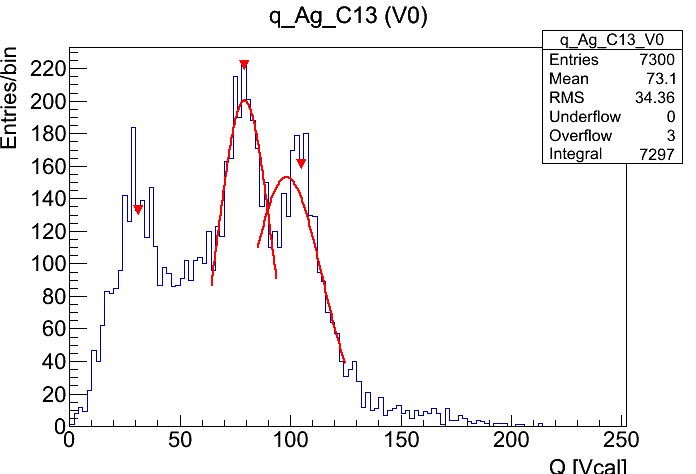 q_Ag_C13 (V0)
q_Ag_C13_V0
Entries 7300
Mean 73.1
RMS 34.36
Underflow 0
Overflow 3
Integral 7297
Entries/bin
220
200
180
160
140
120
100
80
60
40
20
0
0 50 100 150 200 250
Q [Vcal]